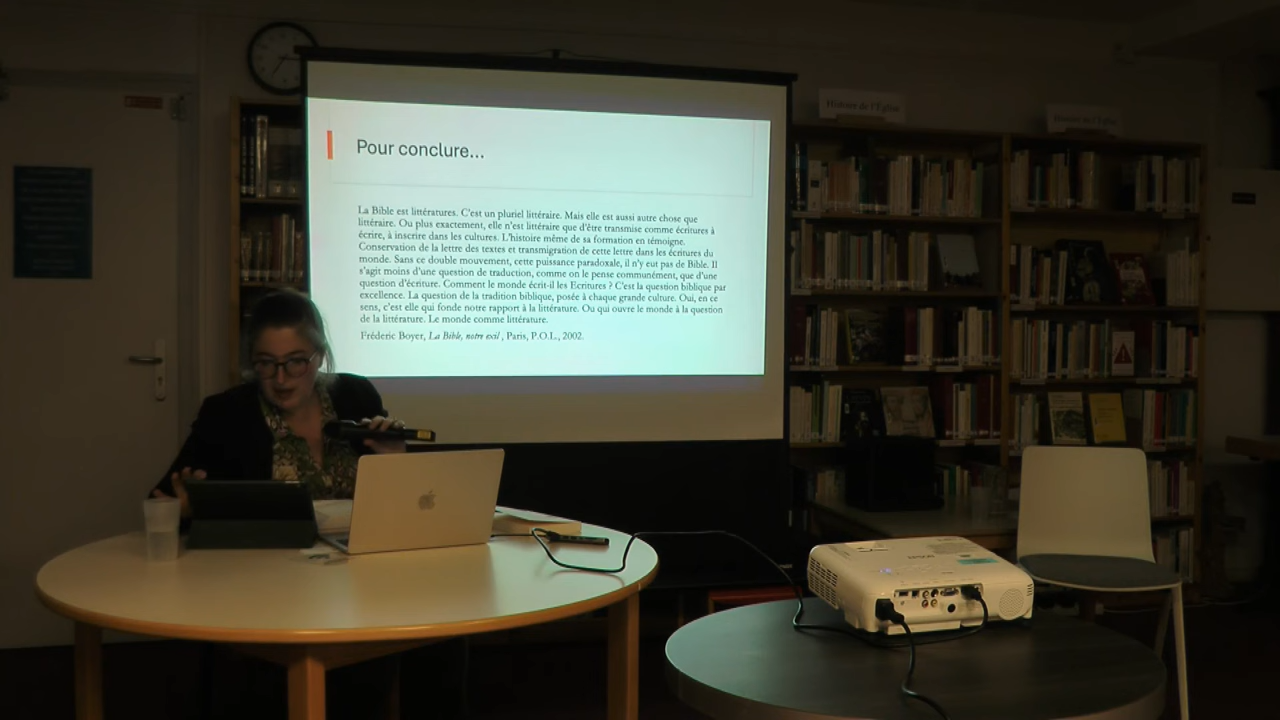 Histoire de l'Église
Pour conclure...
La Bible est littératures. C'est un pluriel littéraire. Mais elle est aussi autre chose que
littéraire. Ou plus exactement, elle n'est littéraire que d'être transmise comme écritures à
écrire, à inscrire dans les cultures. L'histoire même de sa formation en témoigne.
Conservation de la lettre des textes et transmigration de cette lettre dans les écritures du
monde. Sans ce double mouvement, cette puissance paradoxale, il n'y eut pas de Bible. Il
s'agit moins d'une question de traduction, comme on le pense communément, que d'une
question d'écriture. Comment le monde écrit-il les Ecritures ? C'est la question biblique par
excellence. La question de la tradition biblique, posée à chaque grande culture. Oui, en ce
sens, c'est elle qui fonde notre rapport à la littérature. Ou qui ouvre le monde à la question
de la littérature. Le monde comme littérature.
Fréderic Boyer, La Bible, notre exil , Paris, P.O.L., 2002.
EPSON